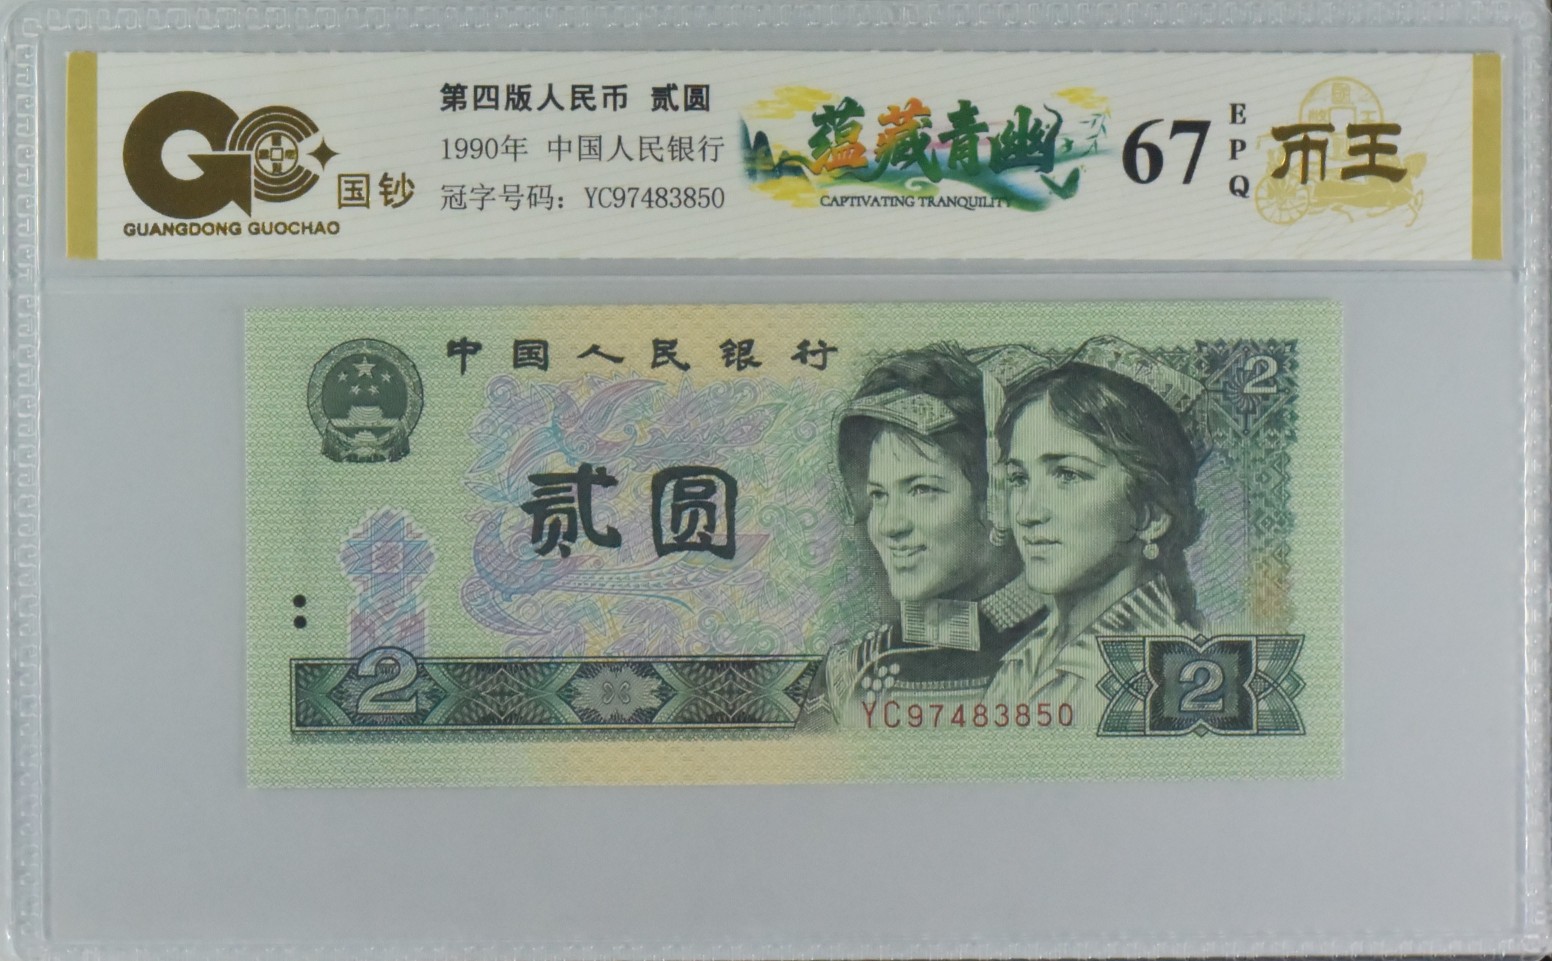 国钞
GUANGDONG GUOCHAO
第四版人民币 贰圆
1990年 中国人民银行
冠字号码：YC97483850
蕴藏青幽
CAPTIVATING TRANQUILITY
67
EPQ
币王
中国人民银行
2
贰圆
2
YC97483850
2